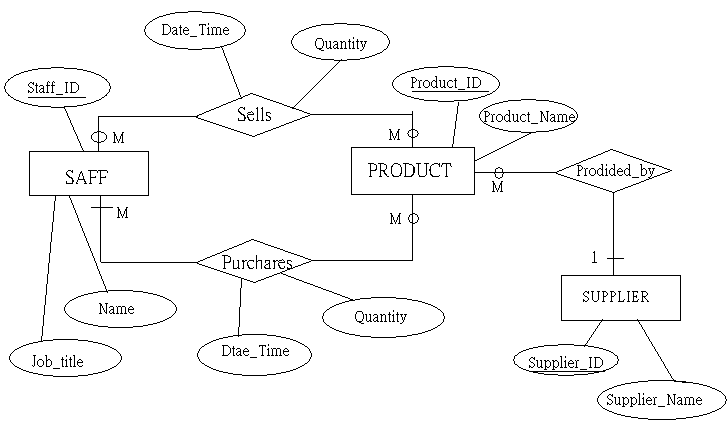 Date_Time
Quantity
Staff_ID
Product_ID
Sells
Product_Name
M
M
SAFF
PRODUCT
Prodided_by
M
M
M
1
Purchares
SUPPLIER
Name
Quantity
Job_title
Dtae_Time
Supplier_ID
Supplier_Name